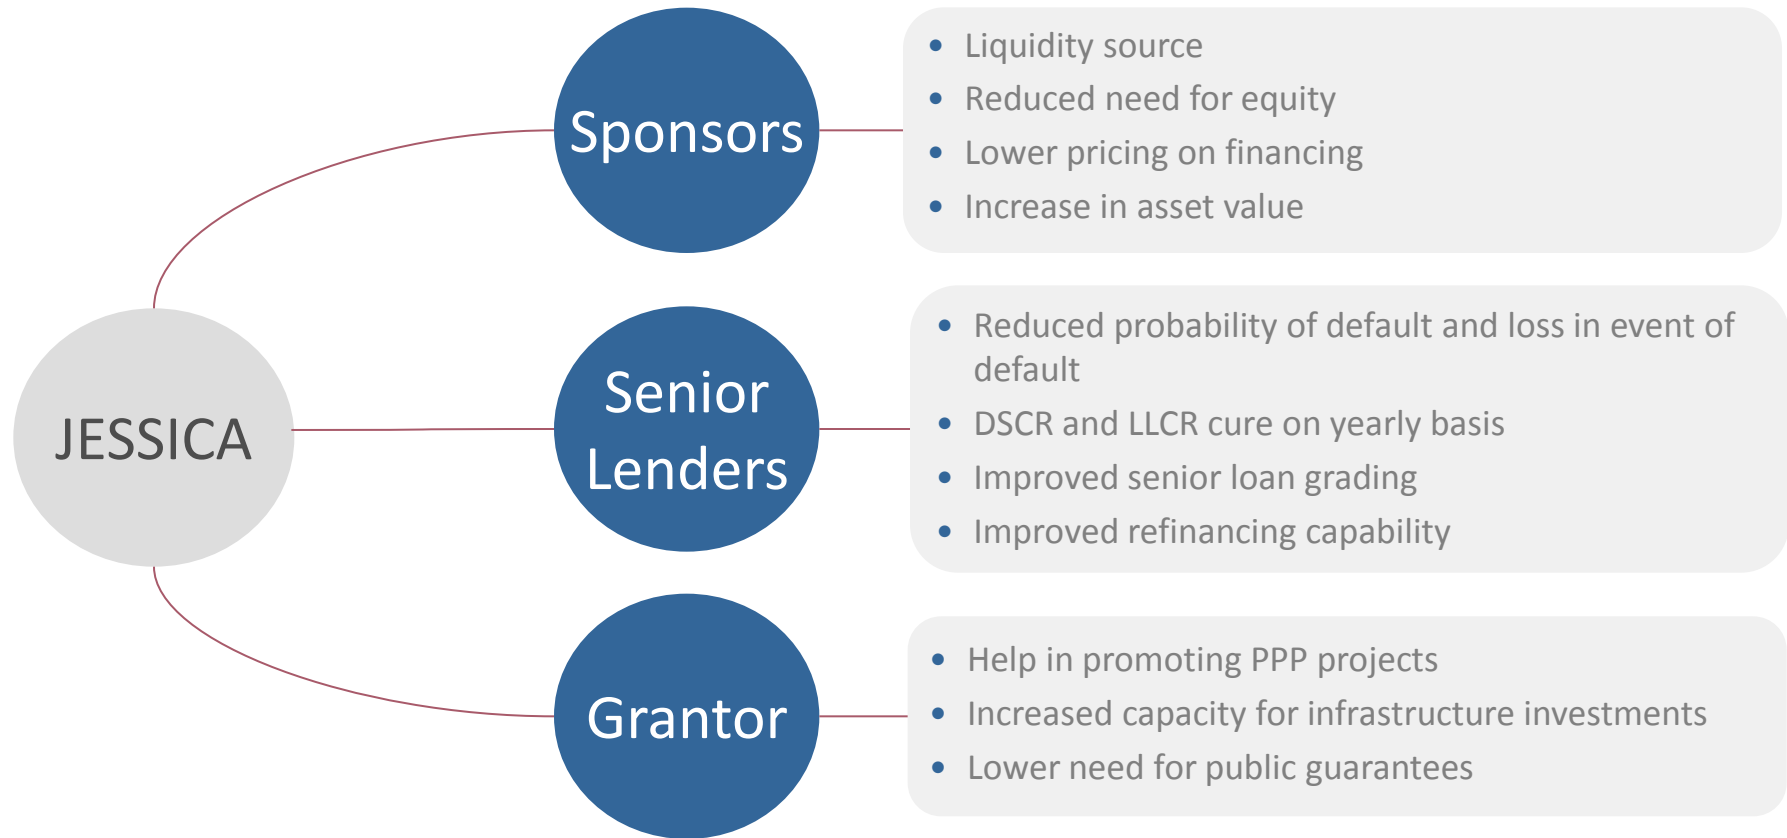 JESSICA
Sponsors
• Liquidity source
• Reduced need for equity
• Lower pricing on financing
• Increase in asset value
Senior
Lenders
• Reduced probability of default and loss in event of
default
• DSCR and LLCR cure on yearly basis
• Improved senior loan grading
• Improved refinancing capability
Grantor
• Help in promoting PPP projects
• Increased capacity for infrastructure investments
• Lower need for public guarantees